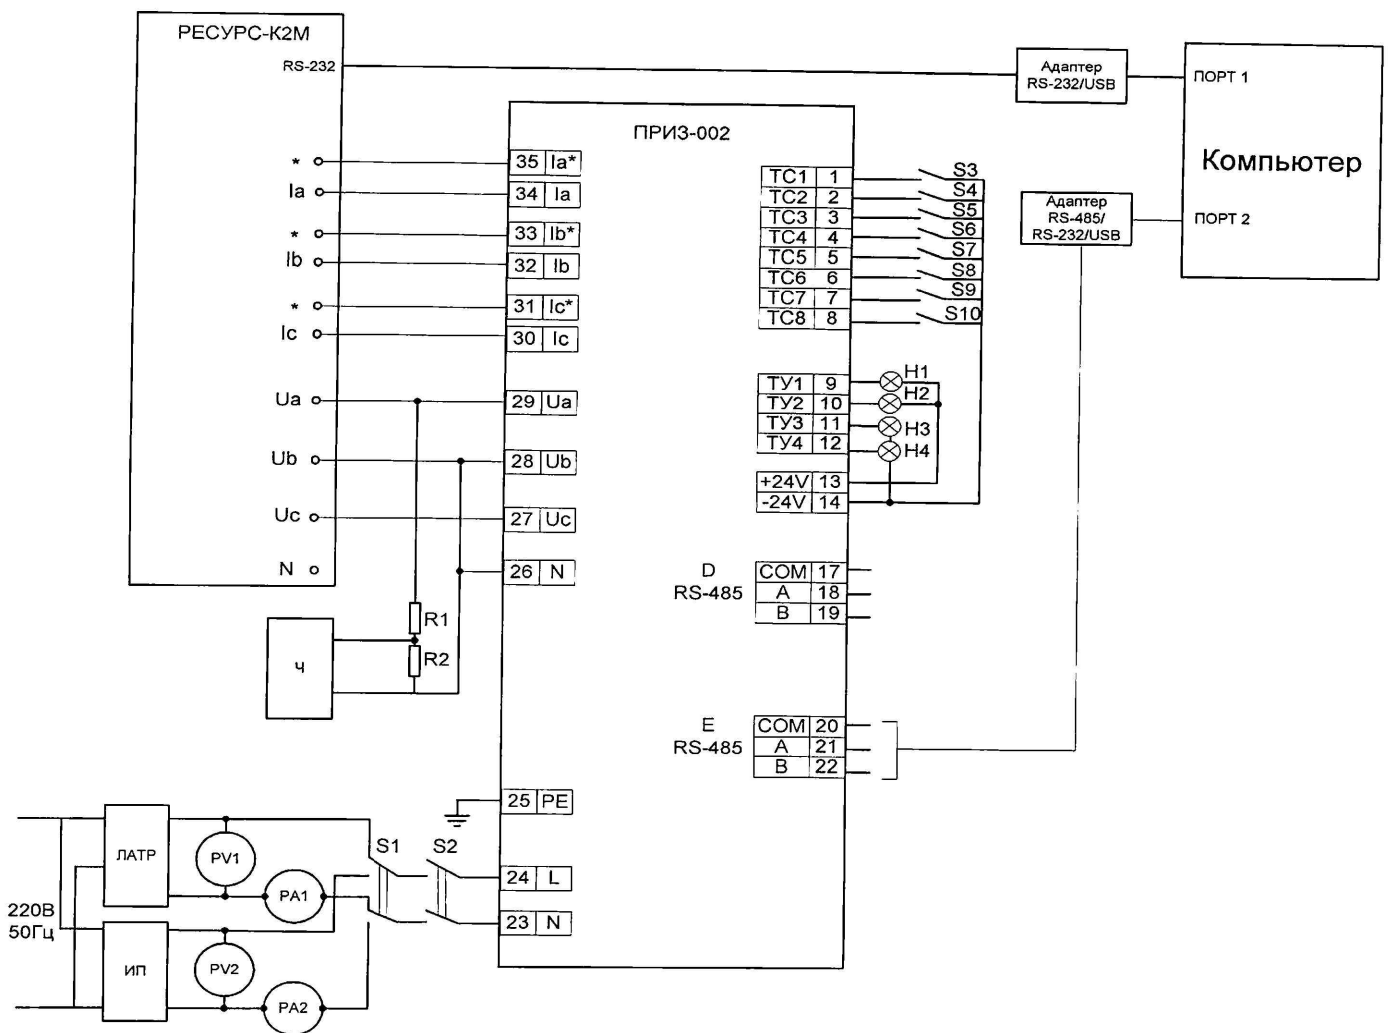 РЕСУРС-К2М
RS-232
* 
Ia
*
Ib
*
Ic
Ua
Ub
Uc
N
ПРИЗ-002
35 Ia*
34 Ia
33 Ib*
32 Ib
31 Ic*
30 Ic
29 Ua
28 Ub
27 Uc
26 N
25 PE
24 L
23 N
ТС1 1
ТС2 2
ТС3 3
ТС4 4
ТС5 5
ТС6 6
ТС7 7
ТС8 8
S3
S4
S5
S6
S7
S8
S9
S10
ТУ1 9
ТУ2 10
ТУ3 11
ТУ4 12
+24V 13
-24V 14
H1
H2
H3
H4
D
RS-485
COM 17
A 18
B 19
E
RS-485
COM 20
A 21
B 22
Адаптер
RS-232/USB
Адаптер
RS-485/
RS-232/USB
ПОРТ 1
Компьютер
ПОРТ 2
R1
R2
Ч
ЛАТР
PV1
PA1
S1
S2
220В
50Гц
ИП
PV2
PA2